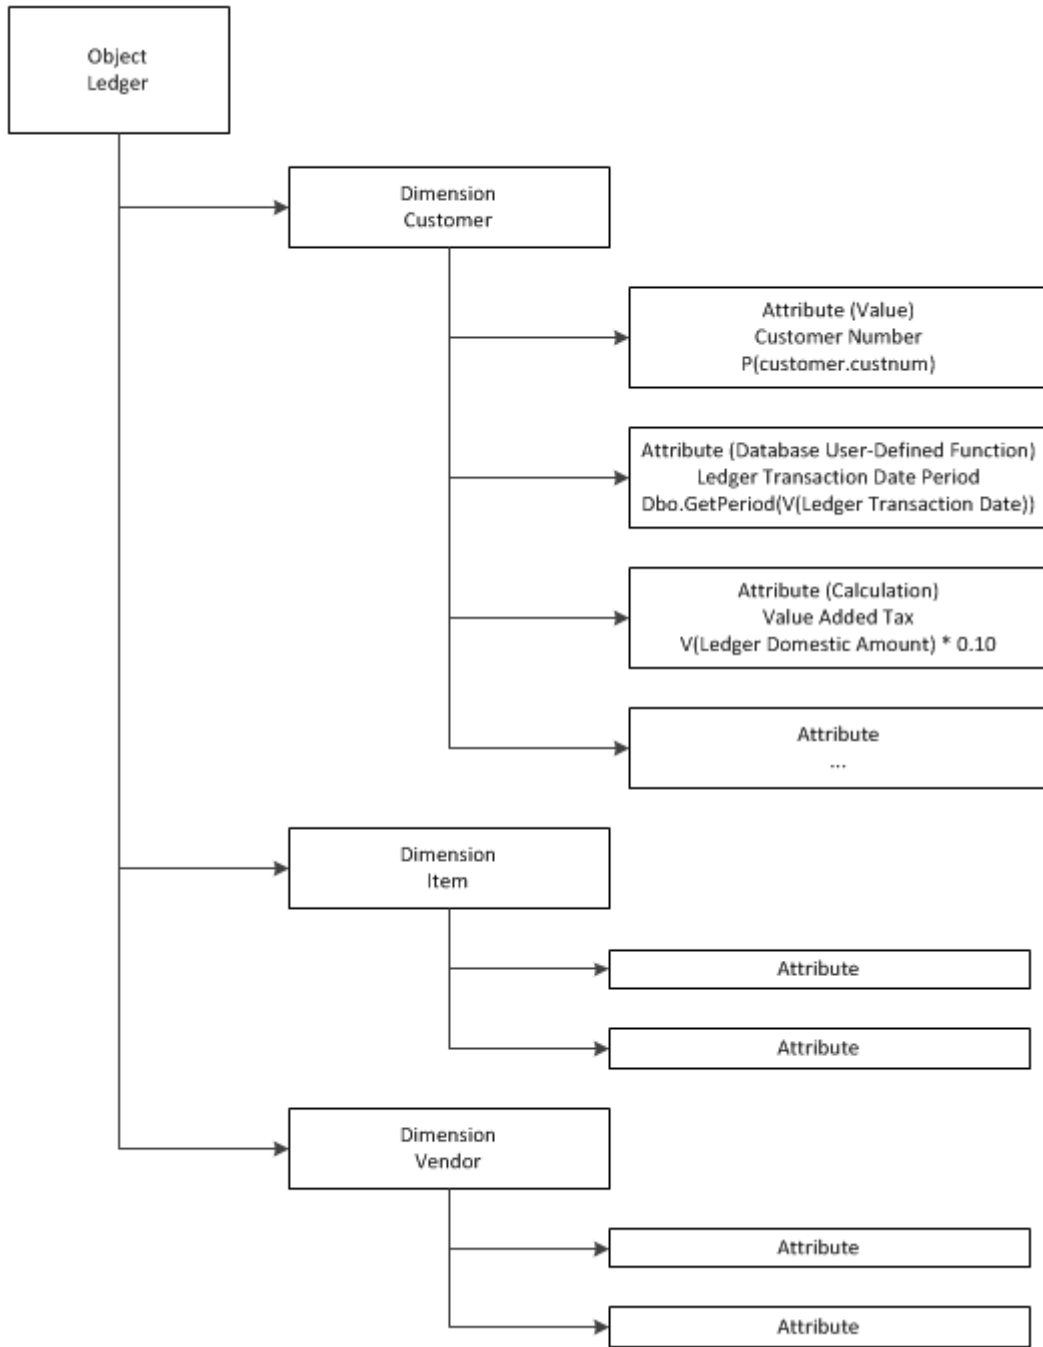 Object
Ledger
Dimension
Customer
Attribute (Value)
Customer Number
P(customer.custnum)
Attribute (Database User-Defined Function)
Ledger Transaction Date Period
Dbo.GetPeriod(V(Ledger Transaction Date))
Attribute (Calculation)
Value Added Tax
V(Ledger Domestic Amount) * 0.10
Attribute
...
Dimension
Item
Attribute
Attribute
Dimension
Vendor
Attribute
Attribute